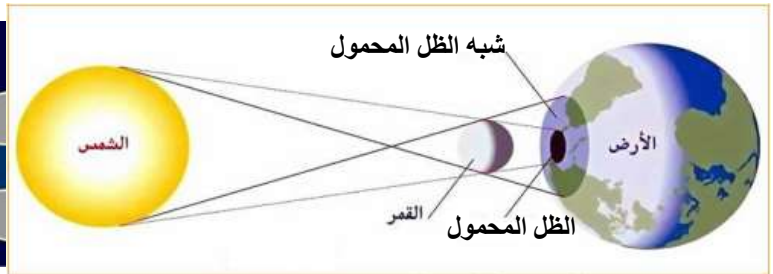 شبه الظل المحمول
الشمس
الأرض
القمر
الظل المحمول